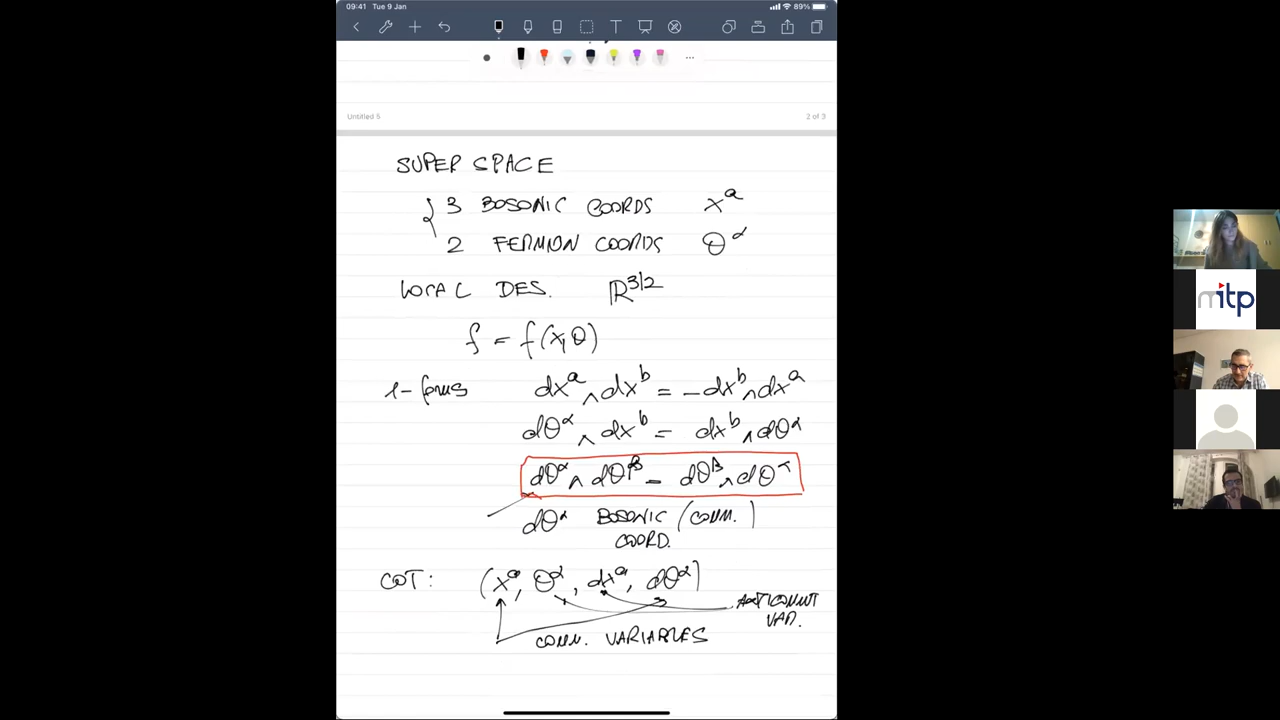 09:41 Tue 9 Jan
89%
Untitled 5
2 of 3
SUPER SPACE
{ 3 BOSONIC COORDS x^a
2 FERMION COORDS θ^α
LOCAL DES. ℝ^{3|2}
f = f(x,θ)
1-forms dx^a ∧ dx^b = - dx^b ∧ dx^a
dθ^α ∧ dx^b = dx^b ∧ dθ^α
dθ^α ∧ dθ^β = dθ^β ∧ dθ^α
dθ^α BOSONIC (COMM.)
COORD.
COT: (x^a, θ^α, dx^a, dθ^α)
ANTICOMMT
VAR.
COMM. VARIABLES
mitp